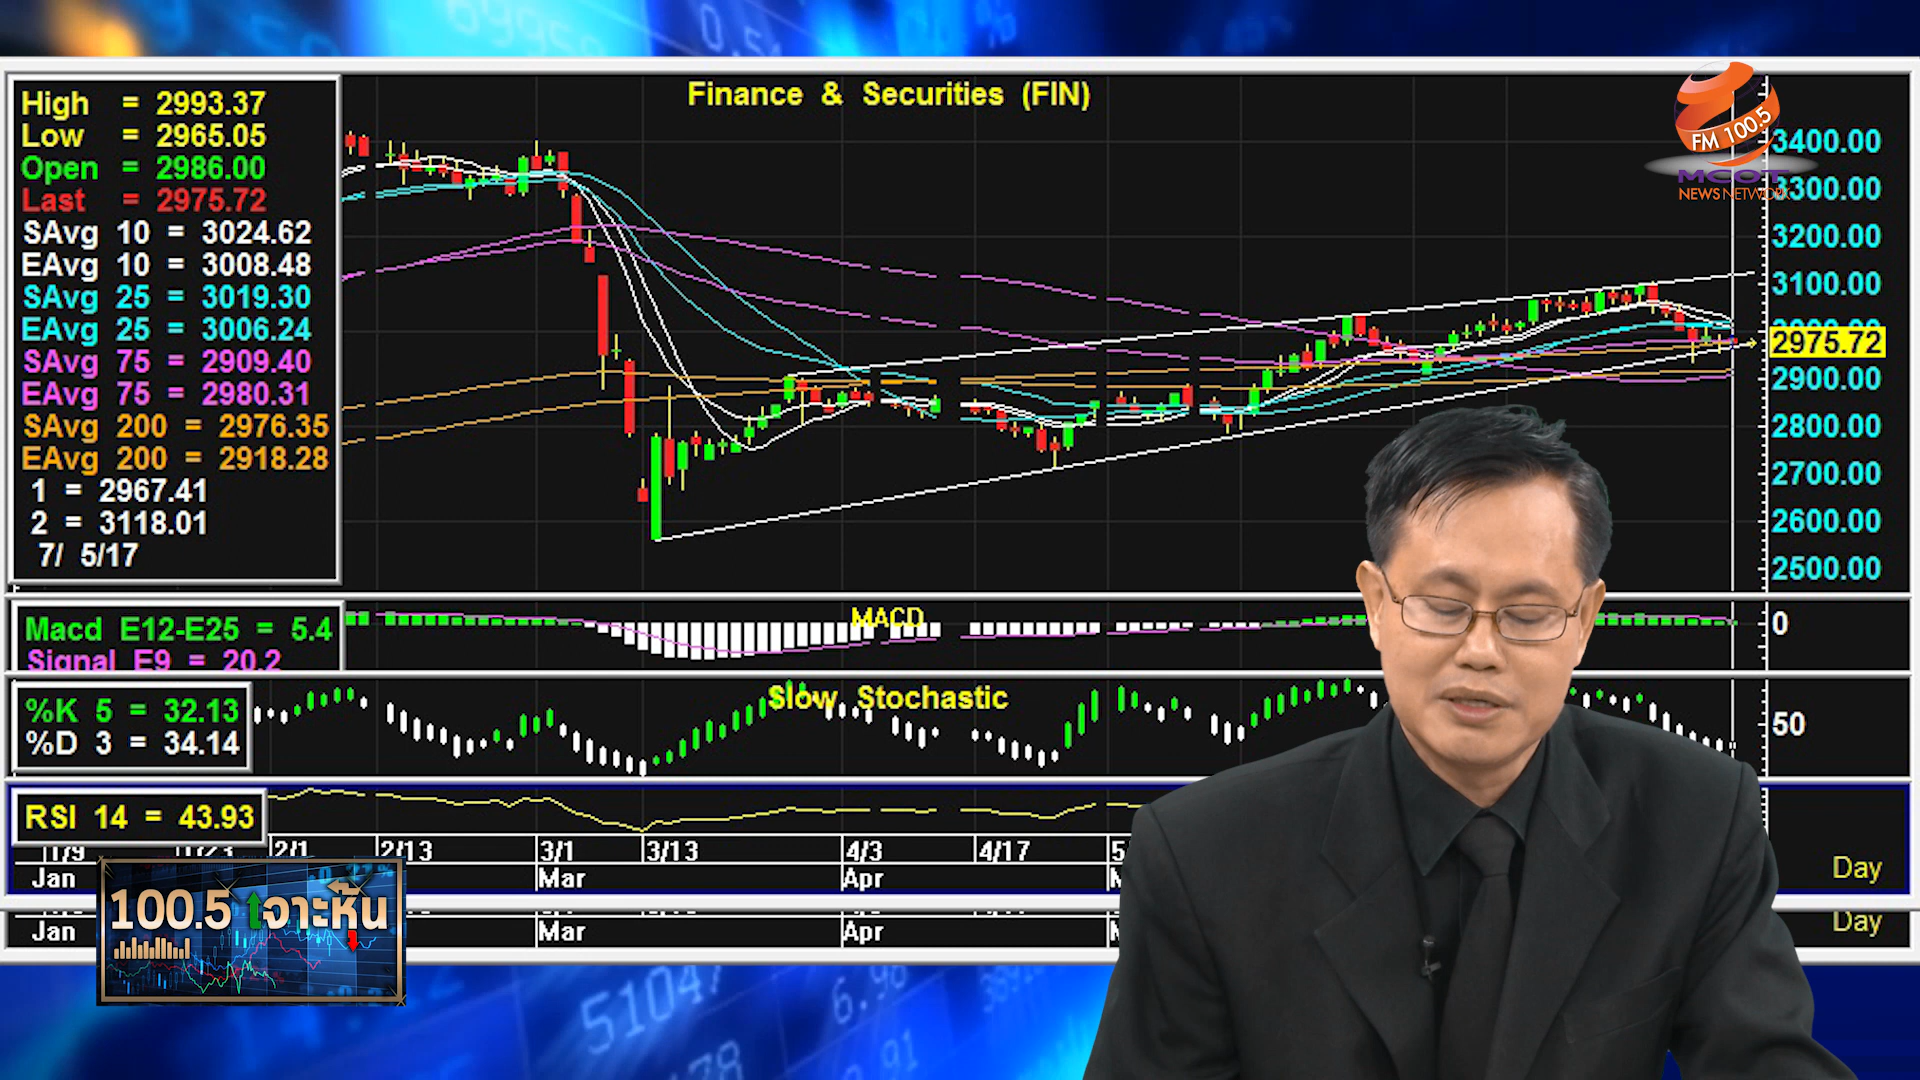 Finance & Securities (FIN)
High = 2993.37
Low = 2965.05
Open = 2986.00
Last = 2975.72
SAvg 10 = 3024.62
EAvg 10 = 3008.48
SAvg 25 = 3019.30
EAvg 25 = 3006.24
SAvg 75 = 2909.40
EAvg 75 = 2980.31
SAvg 200 = 2976.35
EAvg 200 = 2918.28
1 = 2967.41
2 = 3118.01
7/ 5/17
FM 100.5
MCOT
NEWS NETWORK
3400.00
3300.00
3200.00
3100.00
2975.72
2900.00
2800.00
2700.00
2600.00
2500.00
MACD
Macd E12-E25 = 5.4
Signal E9 = 20.2
0
Slow Stochastic
%K 5 = 32.13
%D 3 = 34.14
50
RSI 14 = 43.93
1/9 1/23 2/1 2/13 3/1 3/13 4/3 4/17
Jan Mar Apr
Day
Jan Mar Apr
Day
100.5 เจาะหุ้น